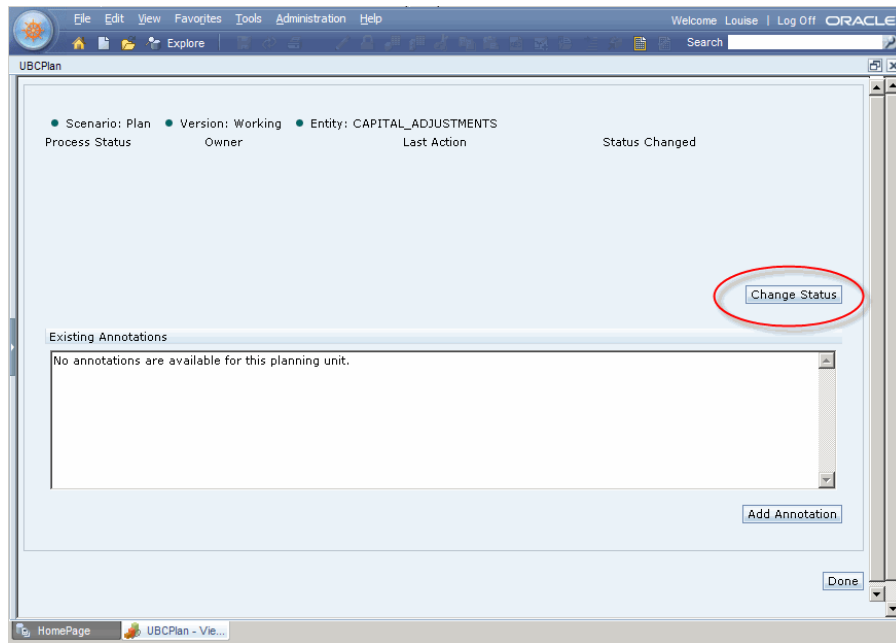 File Edit View Favorites Tools Administration Help Welcome Louise | Log Off ORACLE
Explore Search
UBCPlan
Scenario: Plan Version: Working Entity: CAPITAL_ADJUSTMENTS
Process Status Owner Last Action Status Changed
Change Status
Existing Annotations
No annotations are available for this planning unit.
Add Annotation
Done
HomePage UBCPlan - Vie...